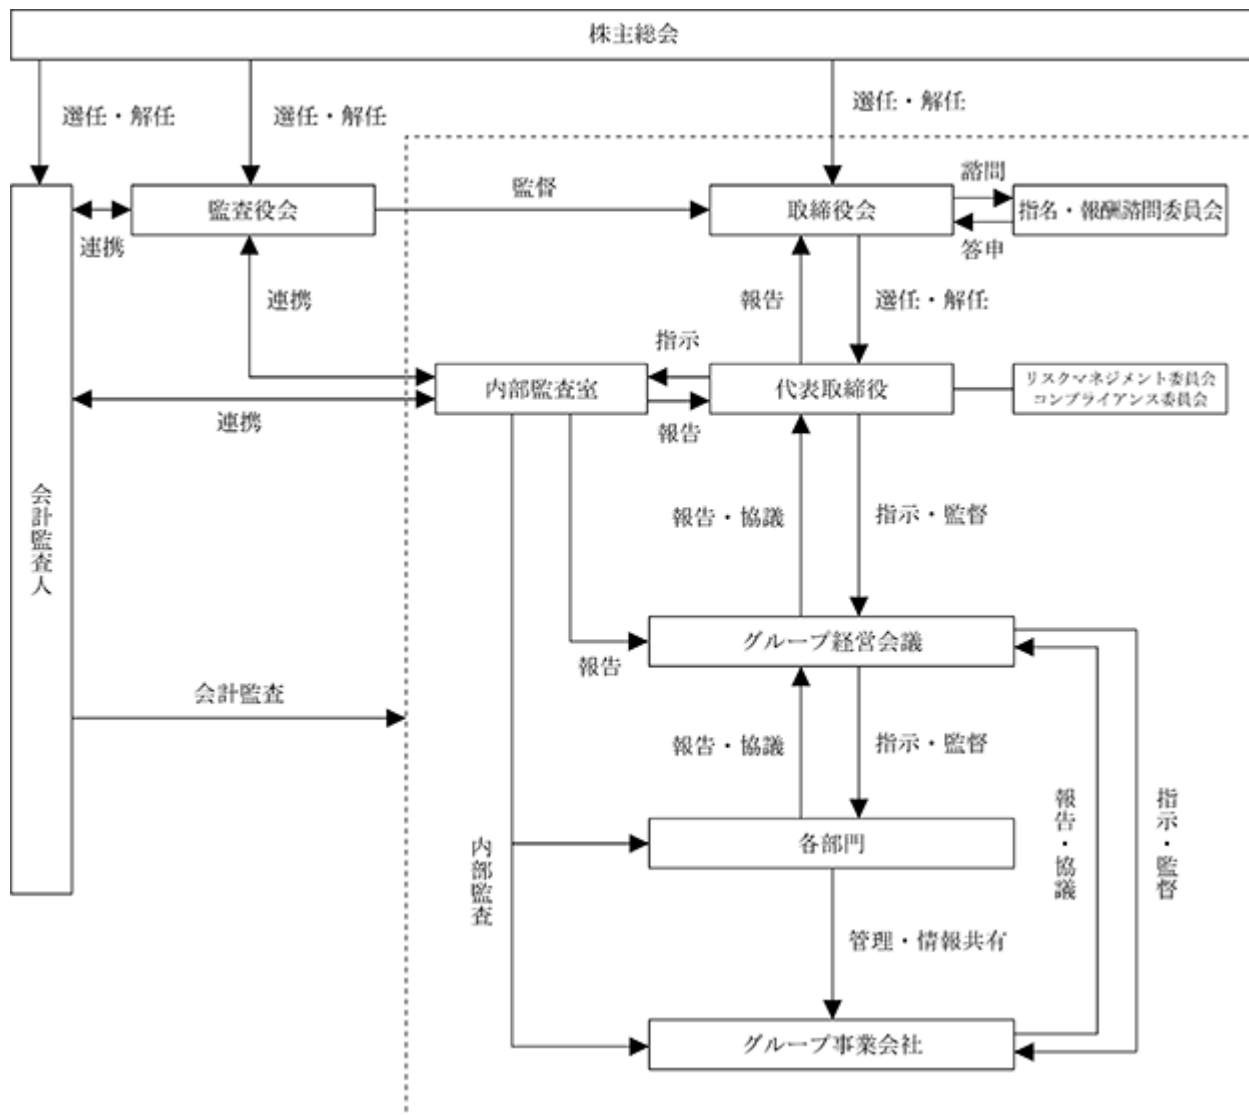 株主総会
選任・解任
選任・解任
選任・解任
監督
諮問
監査役会
取締役会
指名・報酬諮問委員会
連携
答申
連携
報告
選任・解任
指示
内部監査室
代表取締役
リスクマネジメント委員会
コンプライアンス委員会
連携
報告
会計監査人
報告・協議
指示・監督
グループ経営会議
報告
会計監査
報告・協議
指示・監督
報告・協議
指示・監督
各部門
内部監査
管理・情報共有
グループ事業会社